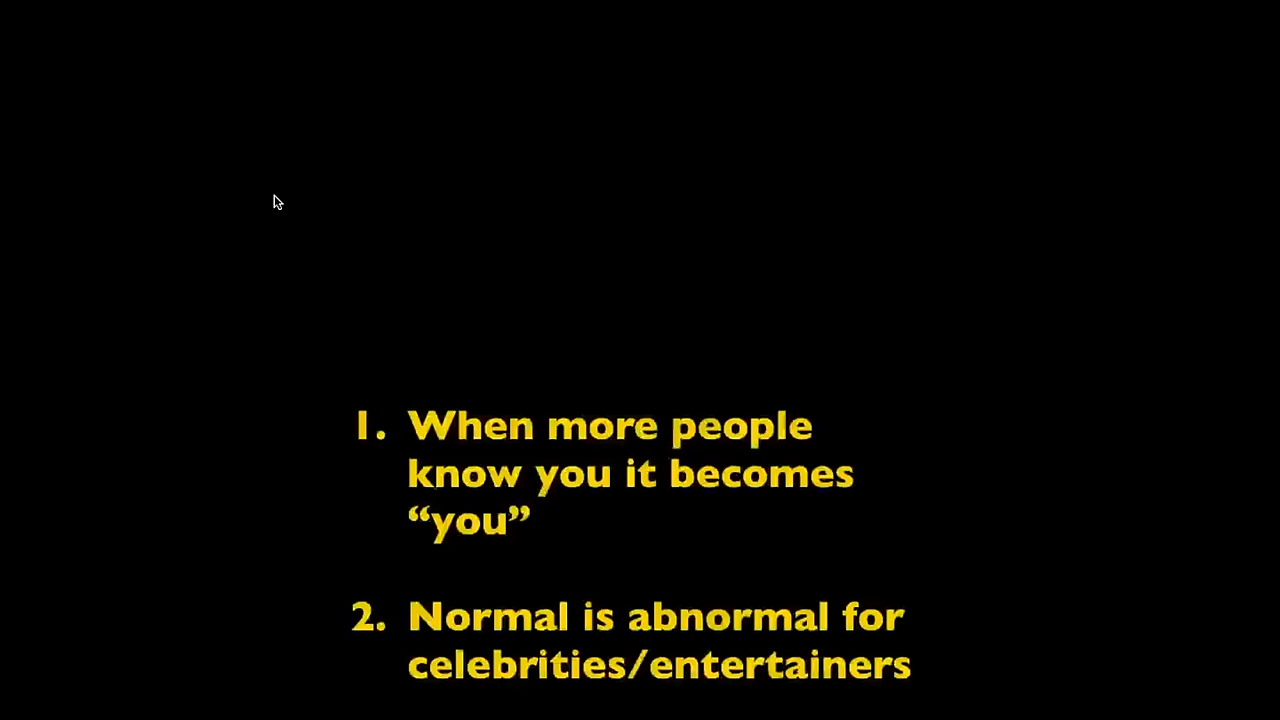 1. When more people
know you it becomes
“you”
2. Normal is abnormal for
celebrities/entertainers